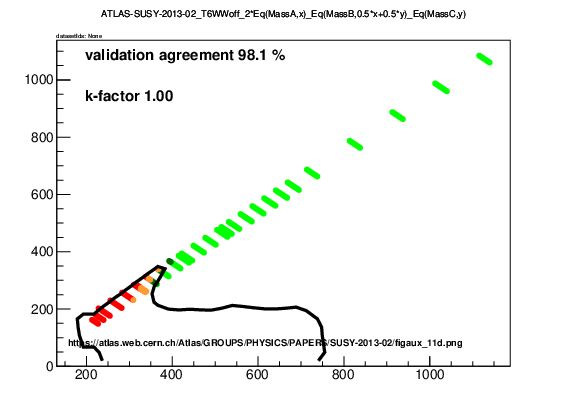 ATLAS-SUSY-2013-02_T6WWoff_2*Eq(MassA,x)_Eq(MassB,0.5*x+0.5*y)_Eq(MassC,y)
datasetIds: None
validation agreement 98.1 %
k-factor 1.00
1000
800
600
400
200
0
https://atlas.web.cern.ch/Atlas/GROUPS/PHYSICS/PAPERS/SUSY-2013-02/figaux_11d.png
200 400 600 800 1000